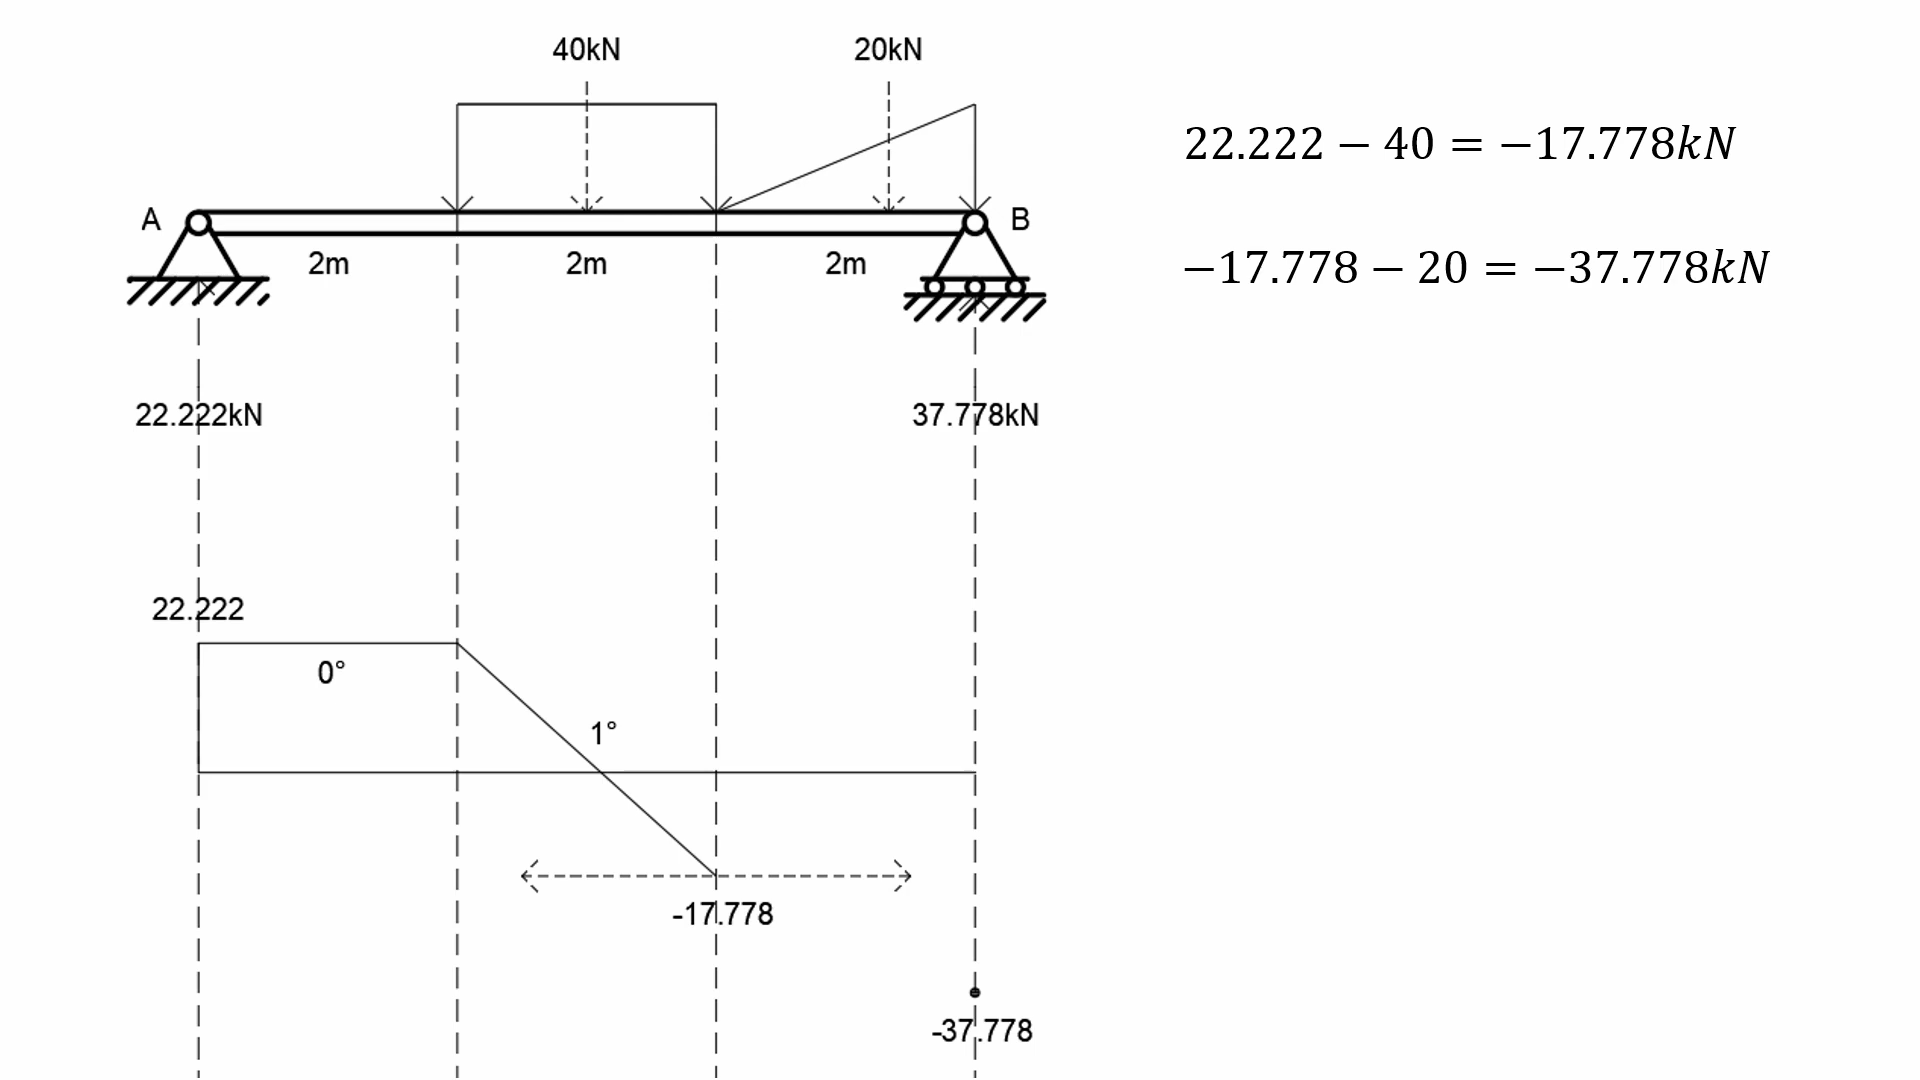 40kN 20kN
22.222 − 40 = −17.778kN
A B
2m 2m 2m
−17.778 − 20 = −37.778kN
22.222kN 37.778kN
22.222
0°
1°
-17.778
-37.778